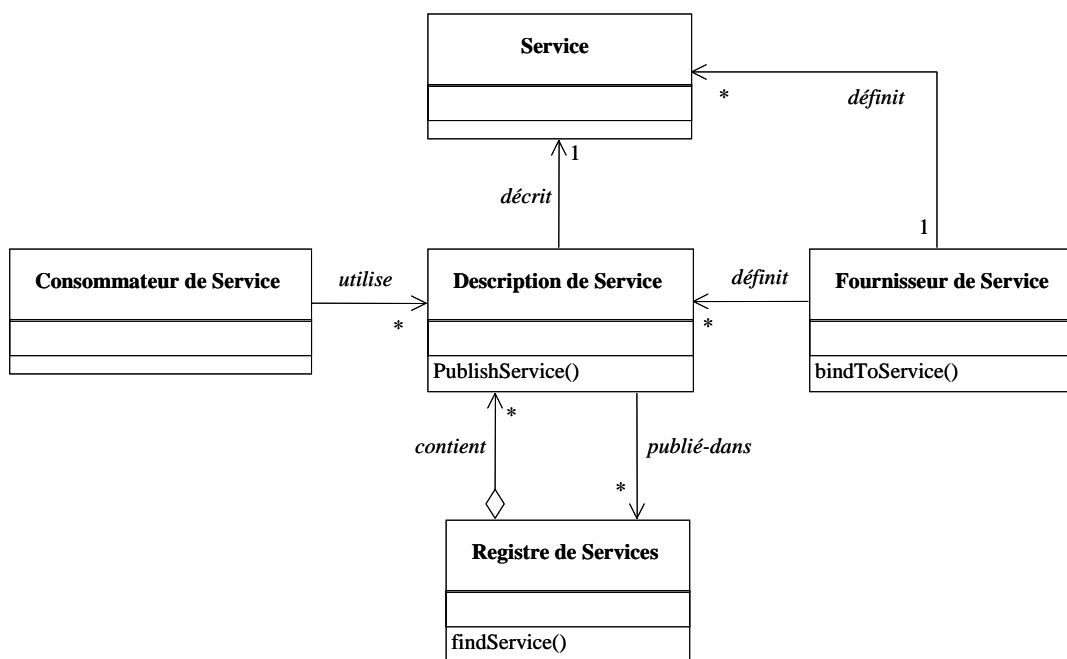 Service
*
définit
1
décrit
1
Consommateur de Service
utilise
*
Description de Service
PublishService()
définit
*
Fournisseur de Service
bindToService()
*
contient
publié-dans
*
Registre de Services
findService()